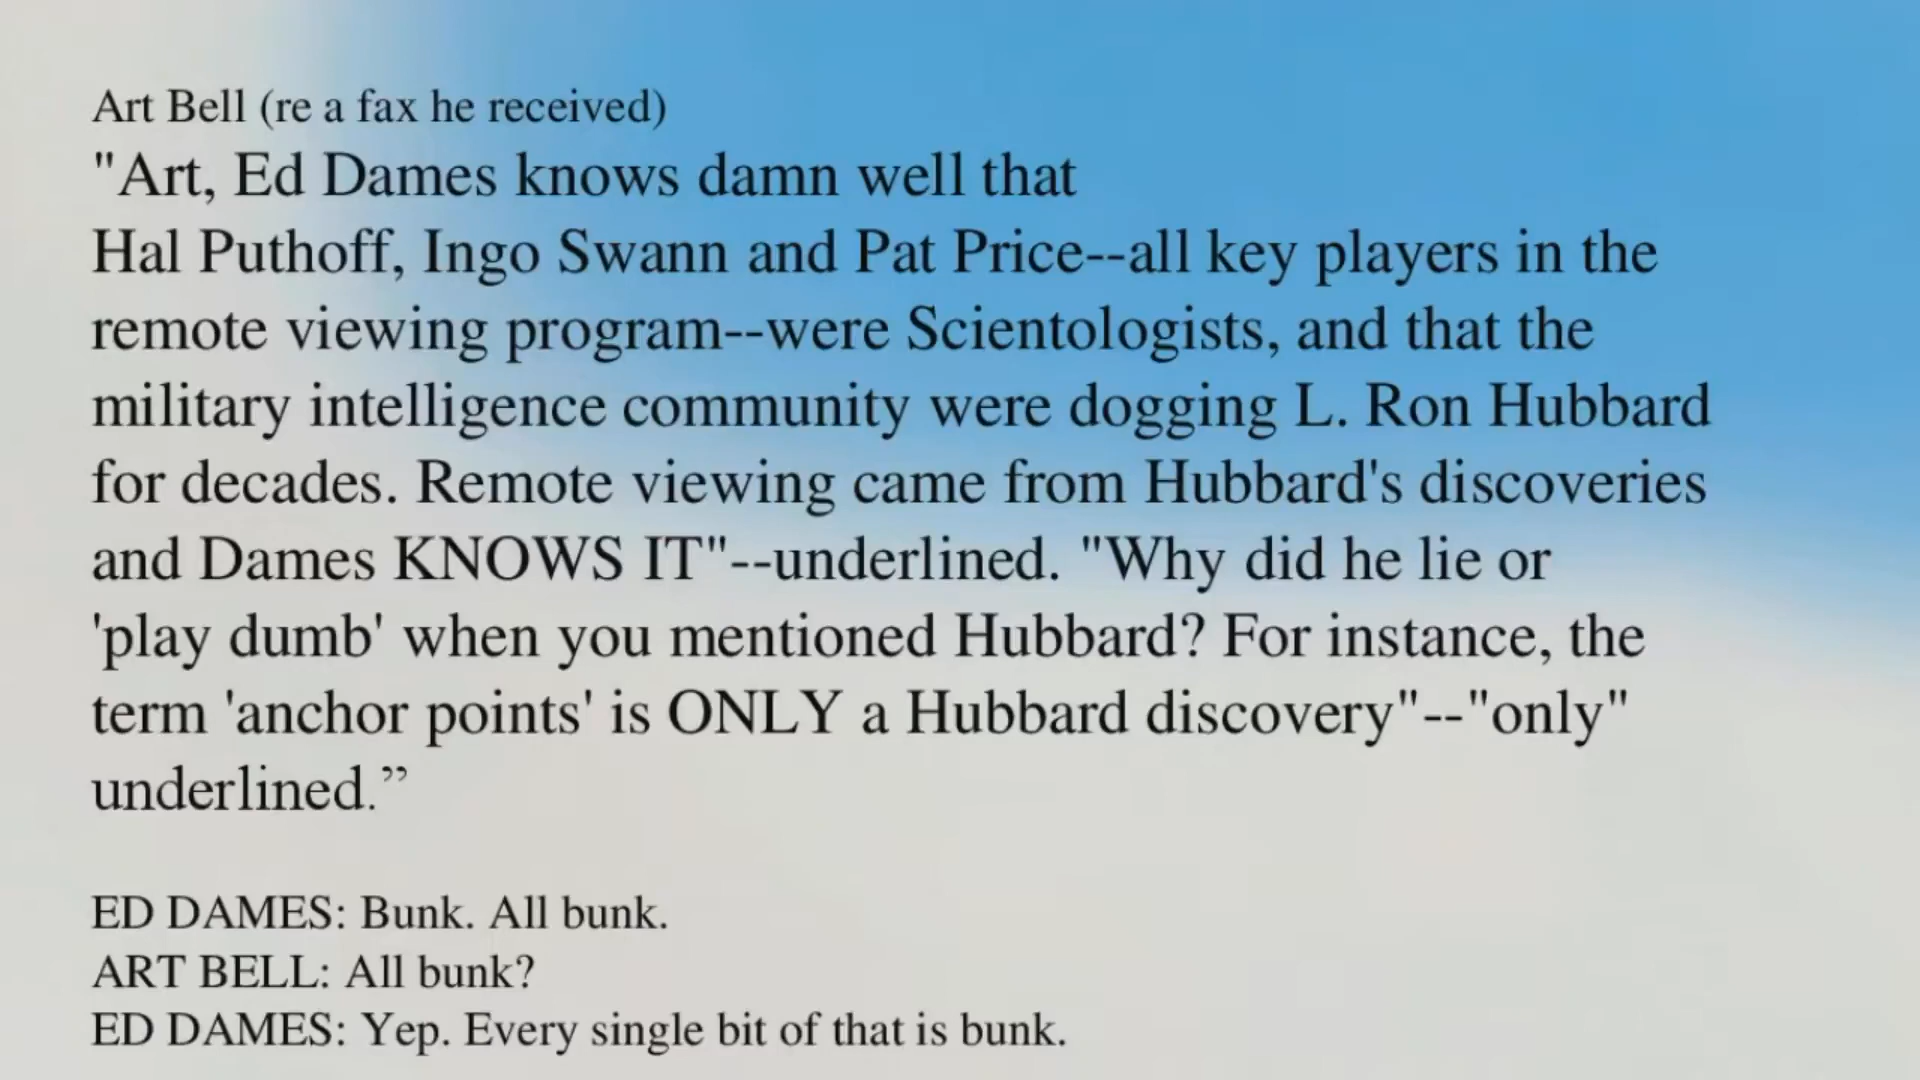 Art Bell (re a fax he received)
"Art, Ed Dames knows damn well that
Hal Puthoff, Ingo Swann and Pat Price--all key players in the
remote viewing program--were Scientologists, and that the
military intelligence community were dogging L. Ron Hubbard
for decades. Remote viewing came from Hubbard's discoveries
and Dames KNOWS IT"--underlined. "Why did he lie or
'play dumb' when you mentioned Hubbard? For instance, the
term 'anchor points' is ONLY a Hubbard discovery"--"only"
underlined.”
ED DAMES: Bunk. All bunk.
ART BELL: All bunk?
ED DAMES: Yep. Every single bit of that is bunk.